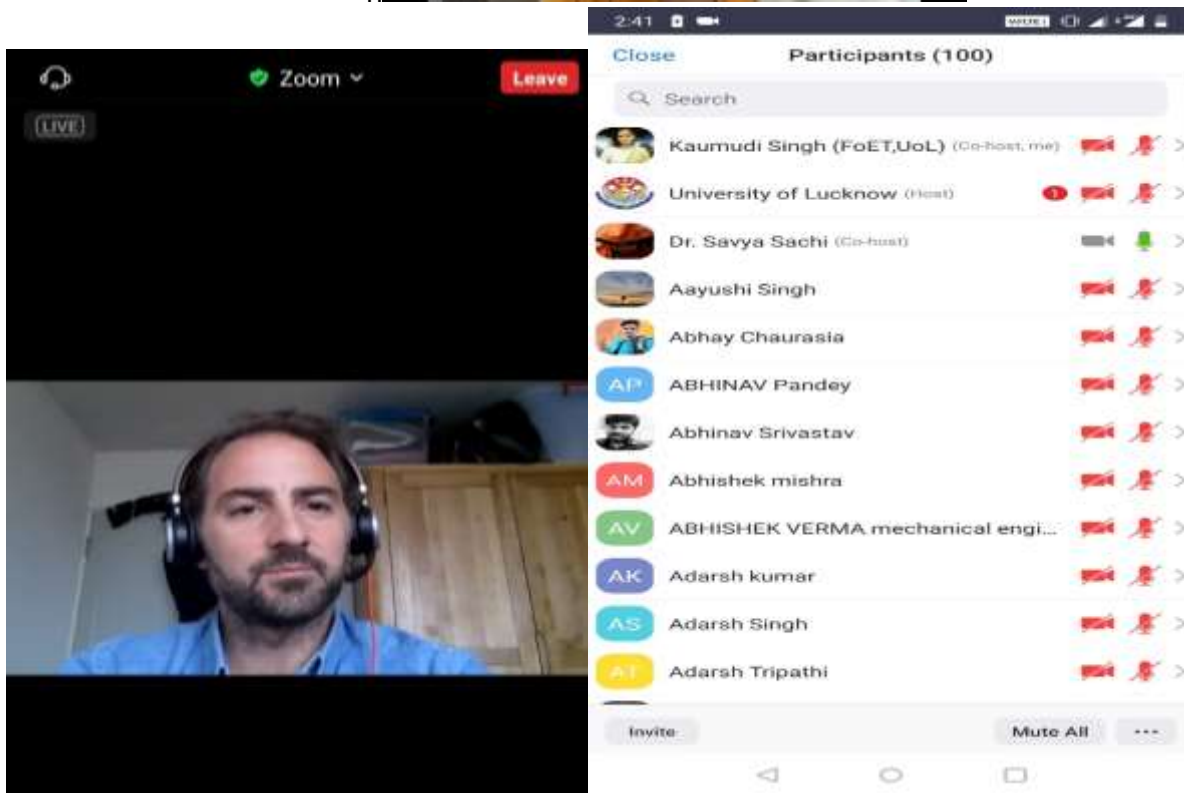 Zoom
Leave
LIVE
2:41
Close
Participants (100)
Search
Kaumudi Singh (FoET,UoL) (Co-host, me)
University of Lucknow (Host)
1
Dr. Savya Sachi (Co-host)
Aayushi Singh
Abhay Chaurasia
AP ABHINAV Pandey
Abhinav Srivastav
AM Abhishek mishra
AV ABHISHEK VERMA mechanical engi...
AK Adarsh kumar
AS Adarsh Singh
AT Adarsh Tripathi
Invite
Mute All